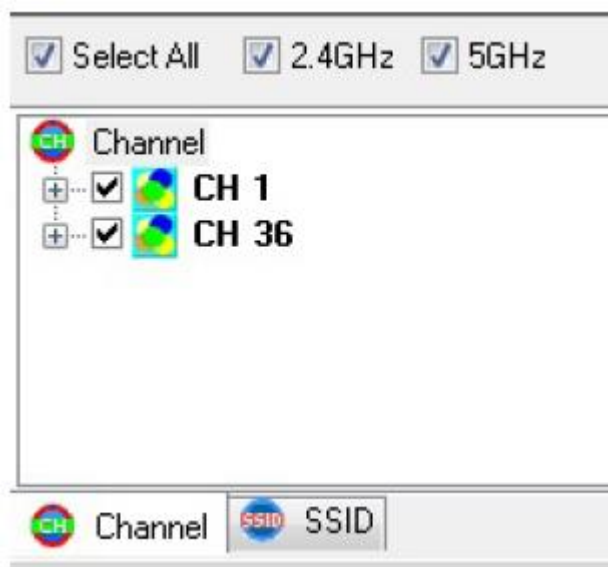 Select All 2.4GHz 5GHz
CH Channel
CH 1
CH 36
CH Channel SSID SSID